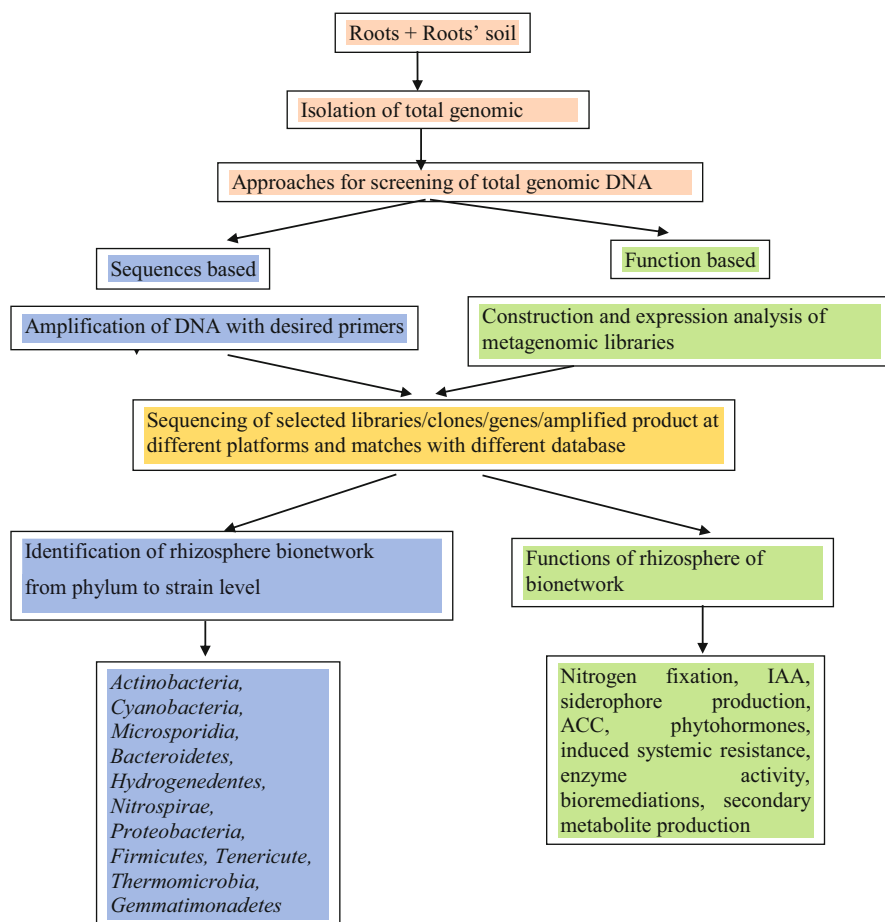 Roots + Roots’ soil
Isolation of total genomic
Approaches for screening of total genomic DNA
Sequences based
Function based
Amplification of DNA with desired primers
Construction and expression analysis of
metagenomic libraries
Sequencing of selected libraries/clones/genes/amplified product at
different platforms and matches with different database
Identification of rhizosphere bionetwork
from phylum to strain level
Functions of rhizosphere of
bionetwork
Actinobacteria,
Cyanobacteria,
Microsporidia,
Bacteroidetes,
Hydrogenedentes,
Nitrospirae,
Proteobacteria,
Firmicutes, Tenericute,
Thermomicrobia,
Gemmatimonadetes
Nitrogen fixation, IAA,
siderophore production,
ACC, phytohormones,
induced systemic resistance,
enzyme activity,
bioremediations, secondary
metabolite production